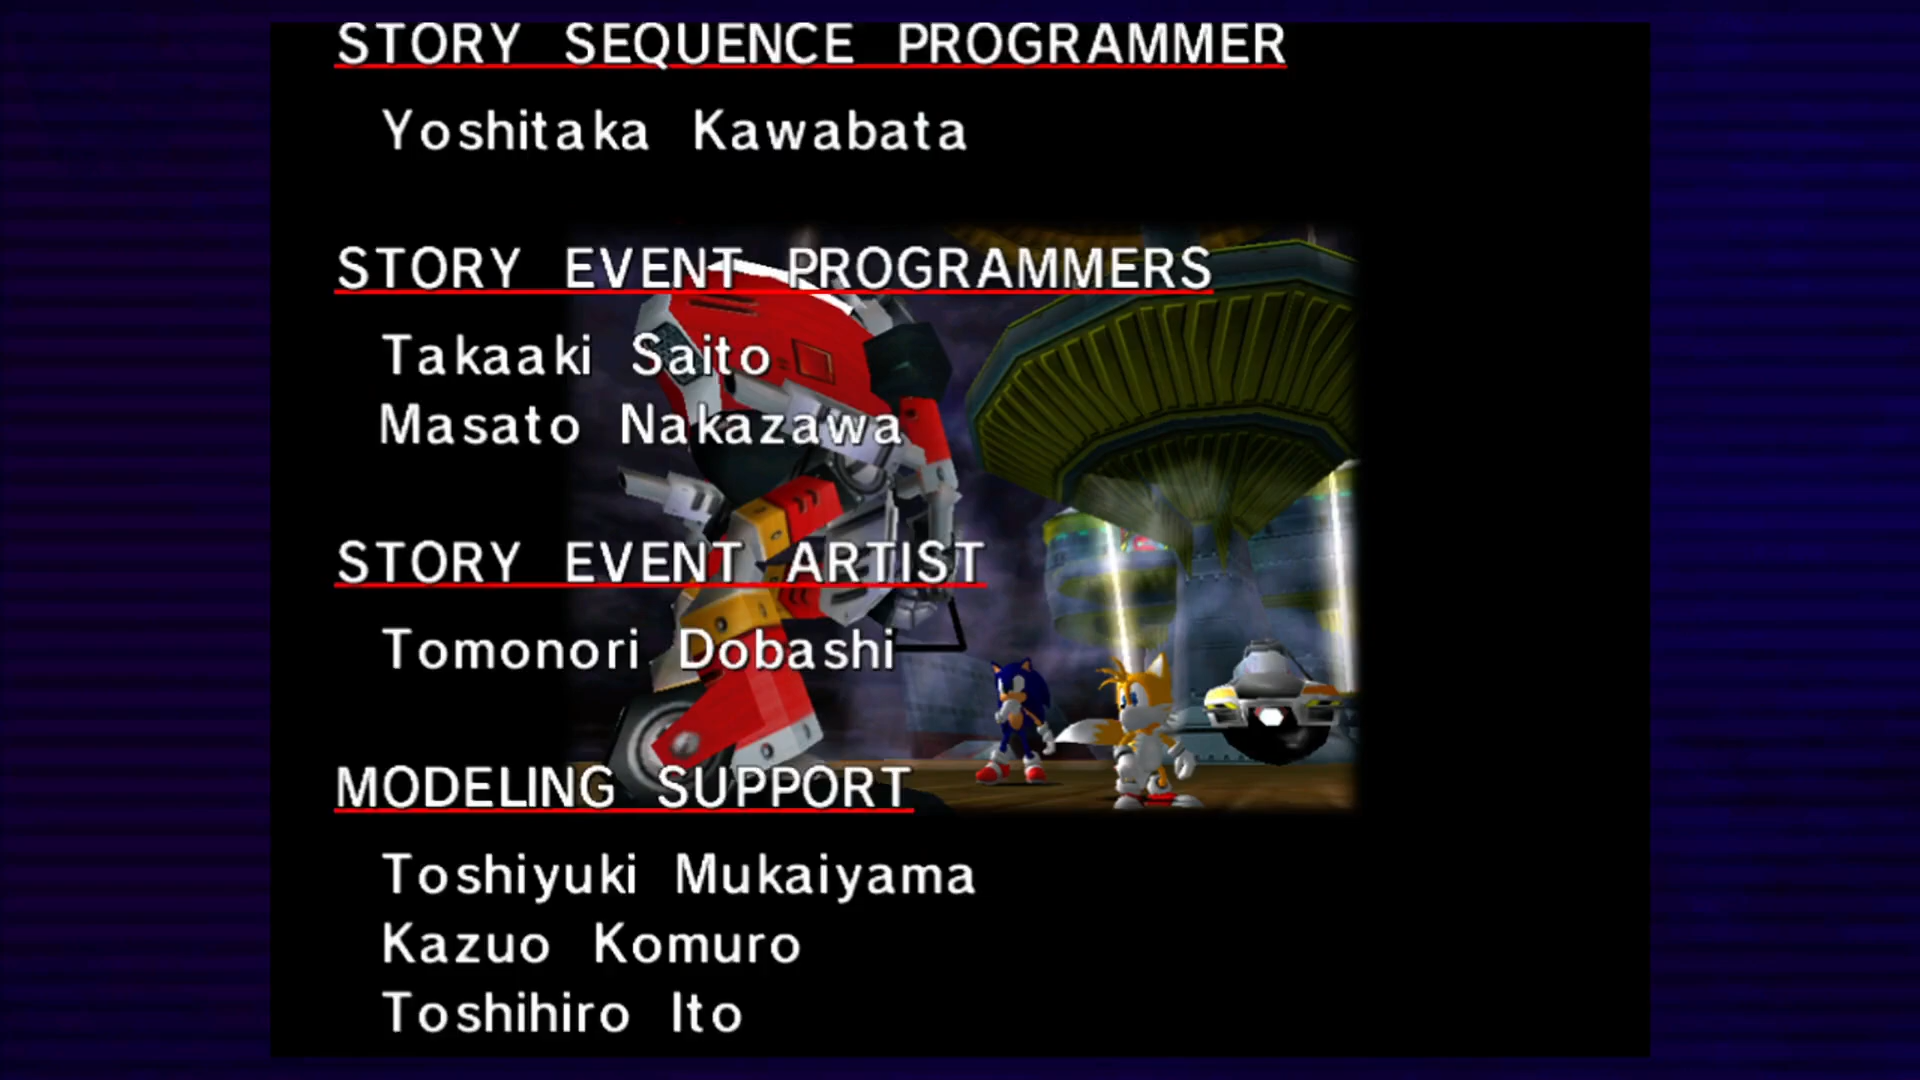 STORY SEQUENCE PROGRAMMER
Yoshitaka Kawabata
STORY EVENT PROGRAMMERS
Takaaki Saito
Masato Nakazawa
STORY EVENT ARTIST
Tomonori Dobashi
MODELING SUPPORT
Toshiyuki Mukaiyama
Kazuo Komuro
Toshihiro Ito